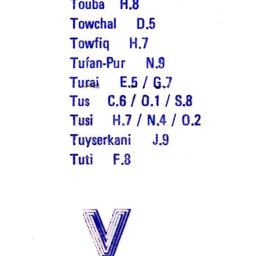 Touba H.8
Towchal D.5
Towfiq H.7
Tufan-Pur N.9
Turai E.5 / G.7
Tus C.6 / O.1 / S.8
Tusi H.7 / N.4 / O.2
Tuyserkani J.9
Tuti F.8
V